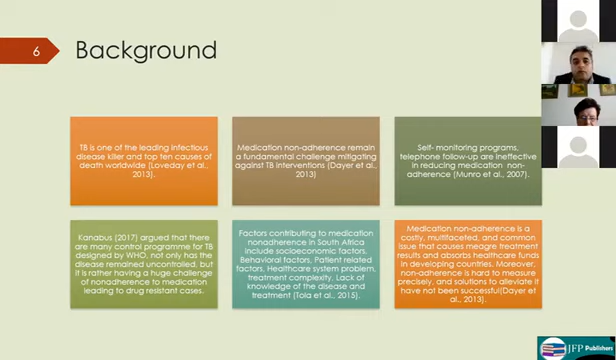 6
Background
TB is one of the leading infectious
disease killer and top ten causes of
death worldwide (Loveday et al.,
2013).
Medication non-adherence remain
a fundamental challenge mitigating
against TB interventions (Dayer et al.,
2013)
Self- monitoring programs,
telephone follow-up are ineffective
in reducing medication non-
adherence (Munro et al., 2007).
Kanabus (2017) argued that there
are many control programme for TB
designed by WHO, not only has the
disease remained uncontrolled, but
it is rather having a huge challenge
of nonadherence to medication
leading to drug resistant cases.
Factors contributing to medication
nonadherence in South Africa
include socioeconomic factors,
Behavioral factors, Patient related
factors, Healthcare system problem,
treatment complexity, Lack of
knowledge of the disease and
treatment (Tola et al., 2015).
Medication non-adherence is a
costly, multifaceted, and common
issue that causes meagre treatment
results and absorbs healthcare funds
in developing countries. Moreover,
non-adherence is hard to measure
precisely, and solutions to alleviate it
have not been successful(Dayer et
al., 2013).
JFP Publishers